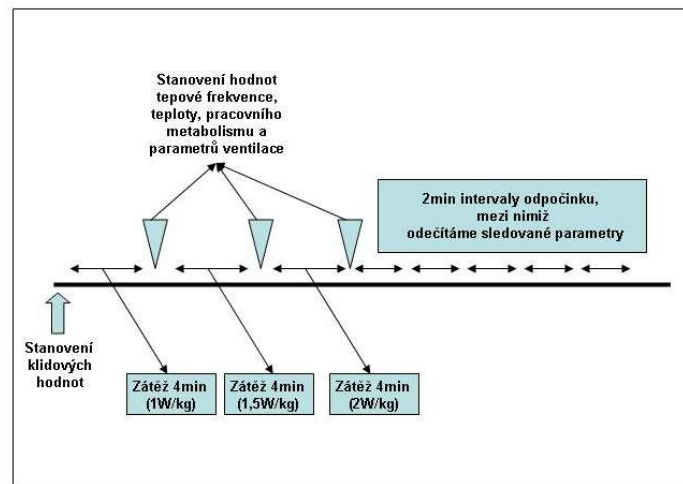 Stanovení hodnot
tepové frekvence,
teploty, pracovního
metabolismu a
parametrů ventilace
2min intervaly odpočinku,
mezi nimiž
odečítáme sledované parametry
Stanovení
klidových
hodnot
Zátěž 4min
(1W/kg)
Zátěž 4min
(1,5W/kg)
Zátěž 4min
(2W/kg)